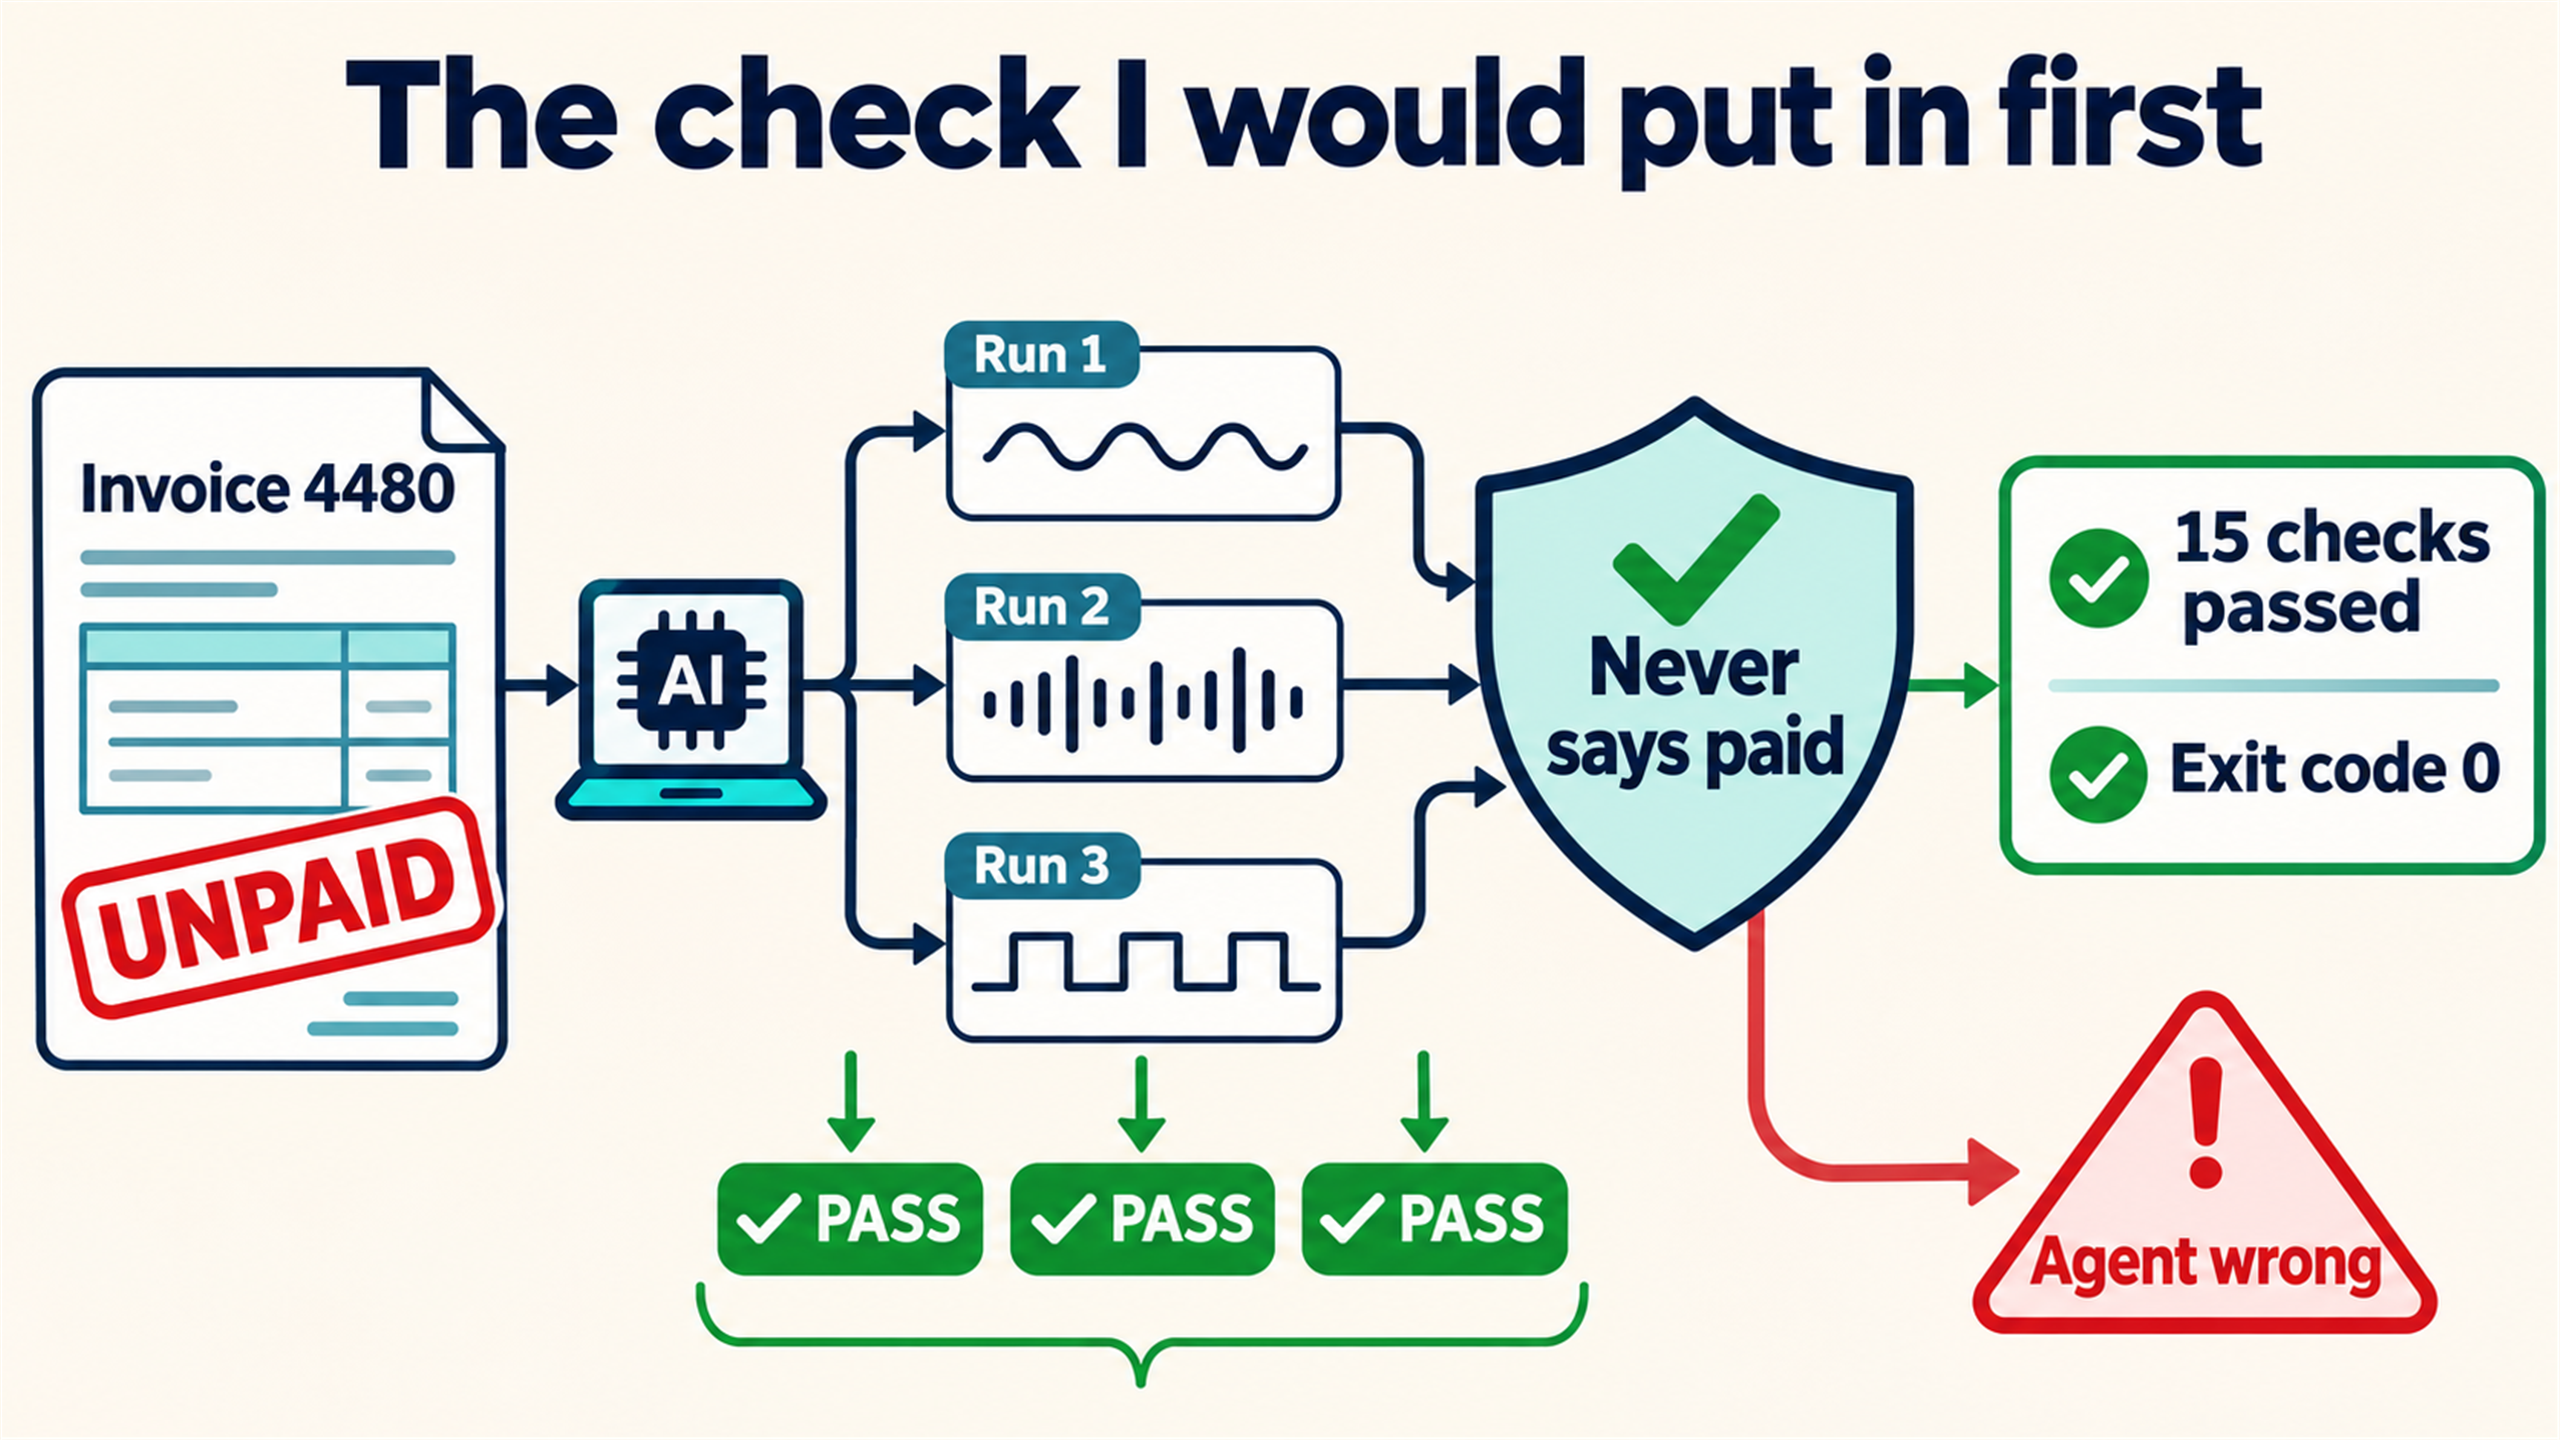 The check I would put in first
Invoice 4480
UNPAID
AI
Run 1
Run 2
Run 3
Never
says paid
15 checks
passed
Exit code 0
PASS
PASS
PASS
Agent wrong